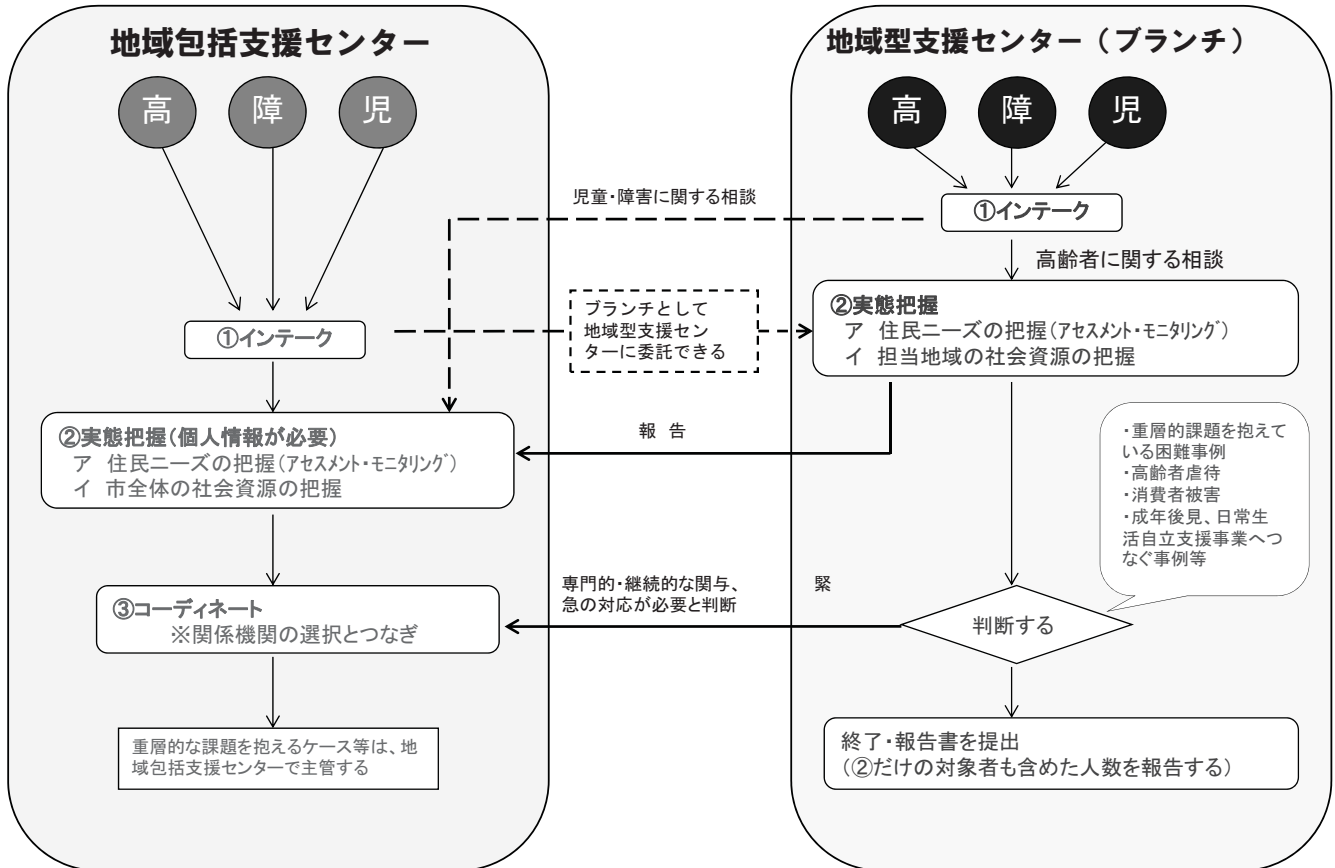 地域包括支援センター
高 障 児
①インテーク
②実態把握(個人情報が必要)
ア 住民ニーズの把握(アセスメント・モニタリング)
イ 市全体の社会資源の把握
③コーディネート
※関係機関の選択とつなぎ
重層的な課題を抱えるケース等は、地
域包括支援センターで主管する
児童・障害に関する相談
ブランチとして
地域型支援セン
ターに委託できる
報 告
専門的・継続的な関与、 緊
急の対応が必要と判断
地域型支援センター(ブランチ)
高 障 児
①インテーク
高齢者に関する相談
②実態把握
ア 住民ニーズの把握(アセスメント・モニタリング)
イ 担当地域の社会資源の把握
・重層的課題を抱えて
いる困難事例
・高齢者虐待
・消費者被害
・成年後見、日常生
活自立支援事業へつ
なぐ事例等
判断する
終了・報告書を提出
(②だけの対象者も含めた人数を報告する)